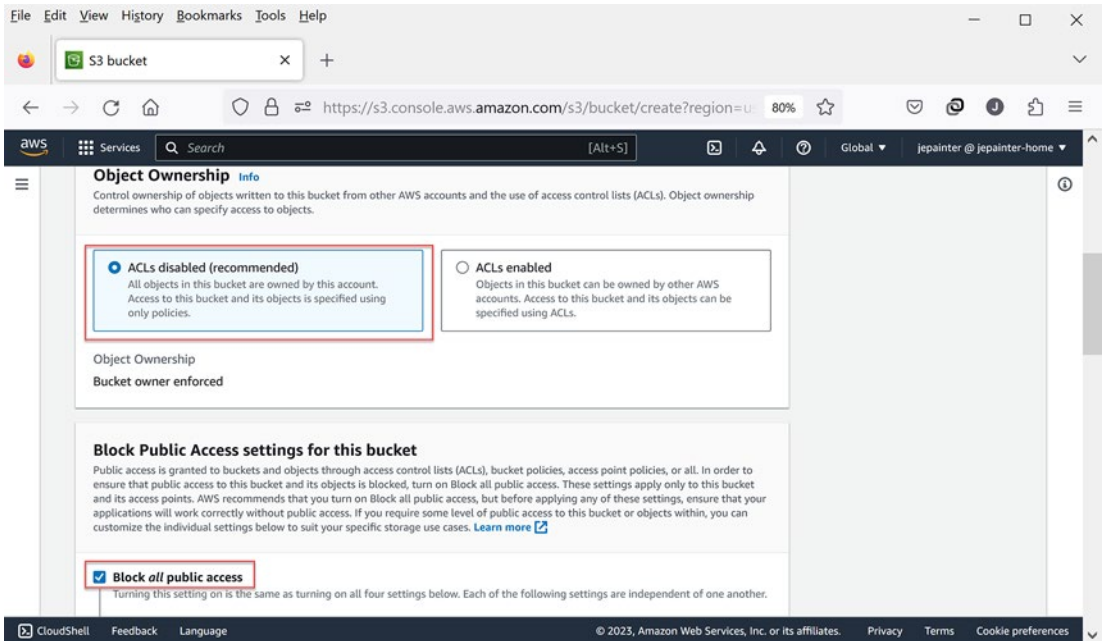 File Edit View History Bookmarks Tools Help
S3 bucket
https://s3.console.aws.amazon.com/s3/bucket/create?region=u 80%
aws Services Search [Alt+S] Global jepainter @ jepainter-home
Object Ownership Info
Control ownership of objects written to this bucket from other AWS accounts and the use of access control lists (ACLs). Object ownership
determines who can specify access to objects.
ACLs disabled (recommended)
All objects in this bucket are owned by this account.
Access to this bucket and its objects is specified using
only policies.
ACLs enabled
Objects in this bucket can be owned by other AWS
accounts. Access to this bucket and its objects can be
specified using ACLs.
Object Ownership
Bucket owner enforced
Block Public Access settings for this bucket
Public access is granted to buckets and objects through access control lists (ACLs), bucket policies, access point policies, or all. In order to
ensure that public access to this bucket and its objects is blocked, turn on Block all public access. These settings apply only to this bucket
and its access points. AWS recommends that you turn on Block all public access, but before applying any of these settings, ensure that your
applications will work correctly without public access. If you require some level of public access to this bucket or objects within, you can
customize the individual settings below to suit your specific storage use cases. Learn more
Block all public access
Turning this setting on is the same as turning on all four settings below. Each of the following settings are independent of one another.
CloudShell Feedback Language © 2023, Amazon Web Services, Inc. or its affiliates. Privacy Terms Cookie preferences